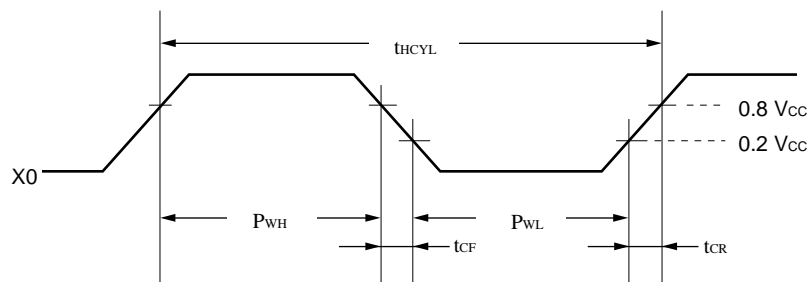 tHCYL
0.8 VCC
0.2 VCC
X0
PWH
PWL
tCF
tCR